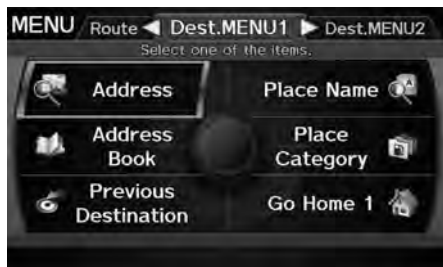 MENU Route ◀ Dest.MENU1 ▶ Dest.MENU2
Select one of the items.
Address
Place Name
Address
Book
Place
Category
Previous
Destination
Go Home 1